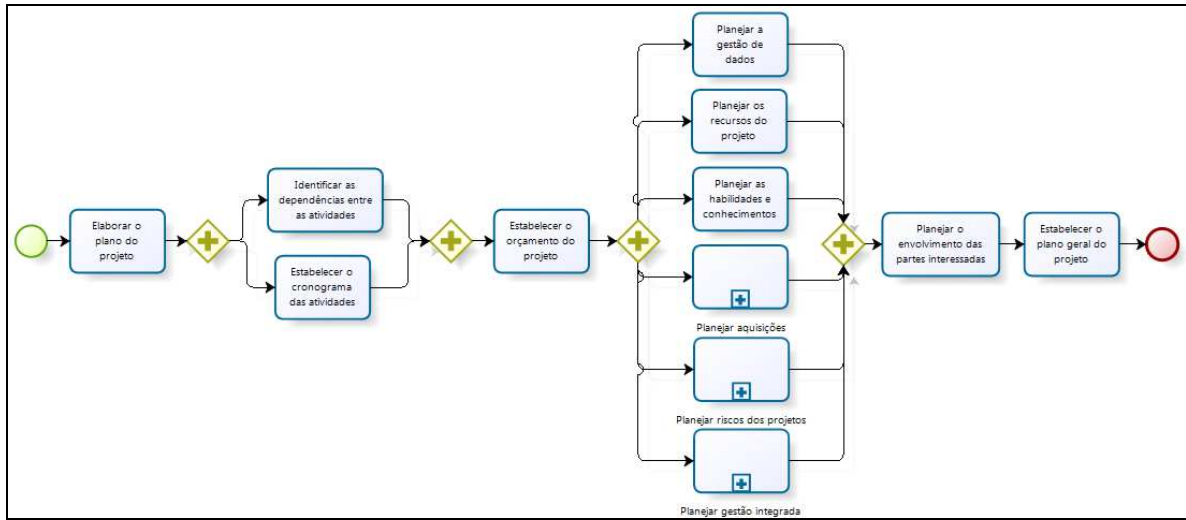 Elaborar o
plano do
projeto
Identificar as
dependências entre
as atividades
Estabelecer o
cronograma
das atividades
Estabelecer o
orçamento do
projeto
Planejar a
gestão de
dados
Planejar os
recursos do
projeto
Planejar as
habilidades e
conhecimentos
Planejar aquisições
Planejar riscos dos projetos
Planejar gestão integrada
Planejar o
envolvimento das
partes interessadas
Estabelecer o
plano geral do
projeto